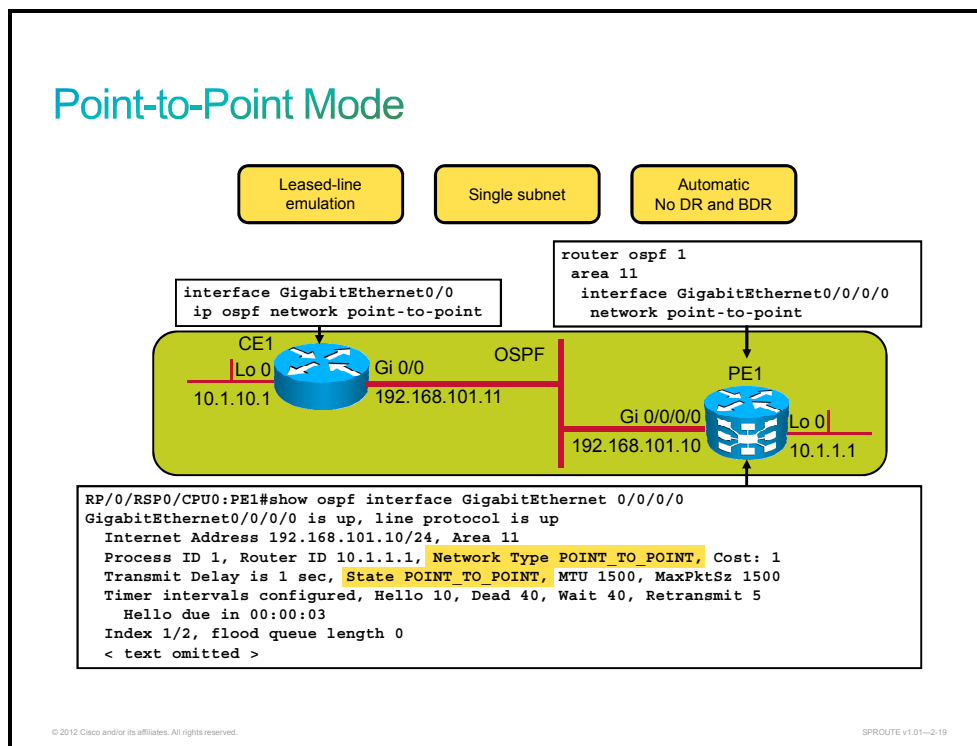 Point-to-Point Mode
Leased-line
emulation
Single subnet
Automatic
No DR and BDR
router ospf 1
area 11
interface GigabitEthernet0/0/0/0
network point-to-point
interface GigabitEthernet0/0
ip ospf network point-to-point
CE1
OSPF
PE1
Lo 0
Gi 0/0
10.1.10.1
192.168.101.11
Gi 0/0/0/0
Lo 0
192.168.101.10
10.1.1.1
RP/0/RSP0/CPU0:PE1#show ospf interface GigabitEthernet 0/0/0/0
GigabitEthernet0/0/0/0 is up, line protocol is up
Internet Address 192.168.101.10/24, Area 11
Process ID 1, Router ID 10.1.1.1, Network Type POINT_TO_POINT, Cost: 1
Transmit Delay is 1 sec, State POINT_TO_POINT, MTU 1500, MaxPktSz 1500
Timer intervals configured, Hello 10, Dead 40, Wait 40, Retransmit 5
Hello due in 00:00:03
Index 1/2, flood queue length 0
< text omitted >
© 2012 Cisco and/or its affiliates. All rights reserved.
SPROUTE v1.01—2-19